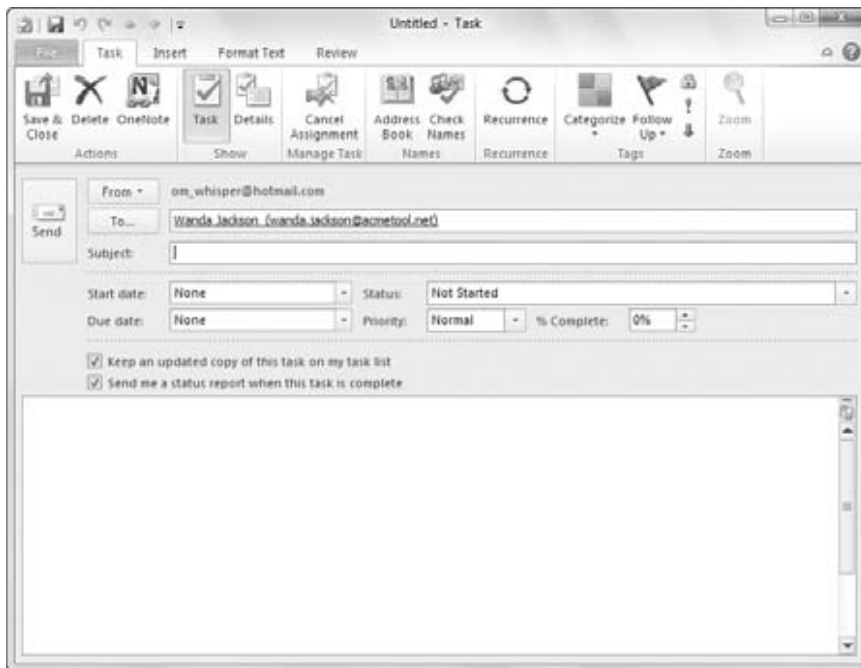 Untitled - Task
File Task Insert Format Text Review
Save & Close Delete OneNote Task Details Cancel Assignment Address Book Check Names Recurrence Categorize Follow Up Zoom
Actions Show Manage Task Names Recurrence Tags Zoom
Send
From om_whisper@hotmail.com
To... Wanda Jackson (wanda.jackson@acmetool.net)
Subject:
Start date: None Status: Not Started
Due date: None Priority: Normal % Complete: 0%
Keep an updated copy of this task on my task list
Send me a status report when this task is complete